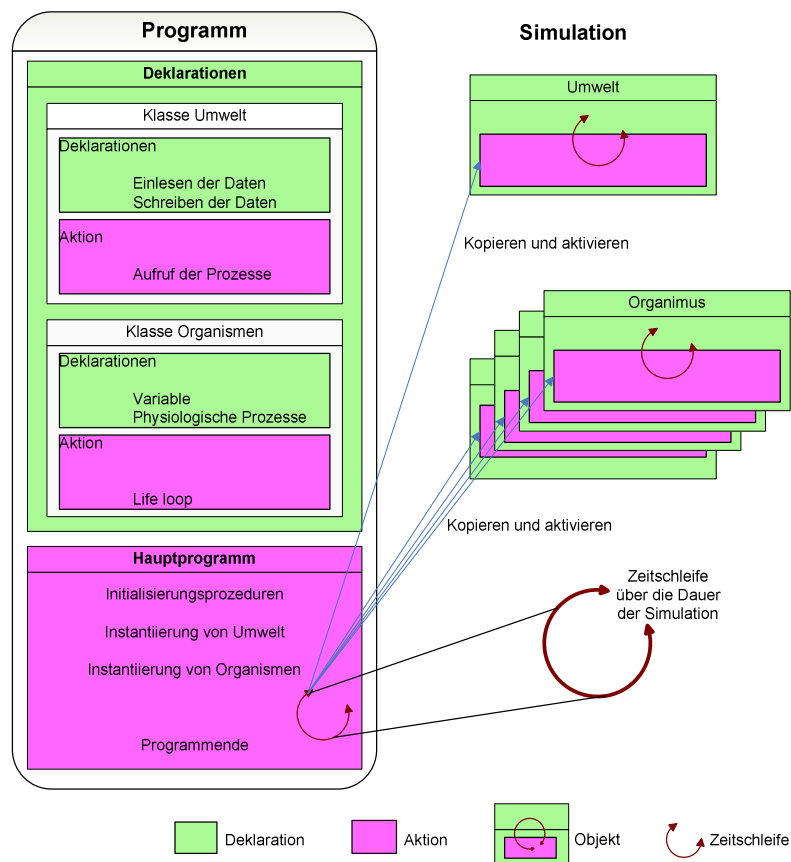 Programm
Deklarationen
Klasse Umwelt
Deklarationen
Einlesen der Daten
Schreiben der Daten
Aktion
Aufruf der Prozesse
Klasse Organismen
Deklarationen
Variable
Physiologische Prozesse
Aktion
Life loop
Hauptprogramm
Initialisierungsprozeduren
Instantiierung von Umwelt
Instantiierung von Organismen
Programmende
Simulation
Umwelt
Kopieren und aktivieren
Organimus
Kopieren und aktivieren
Zeitschleife
über die Dauer
der Simulation
Deklaration
Aktion
Objekt
Zeitschleife